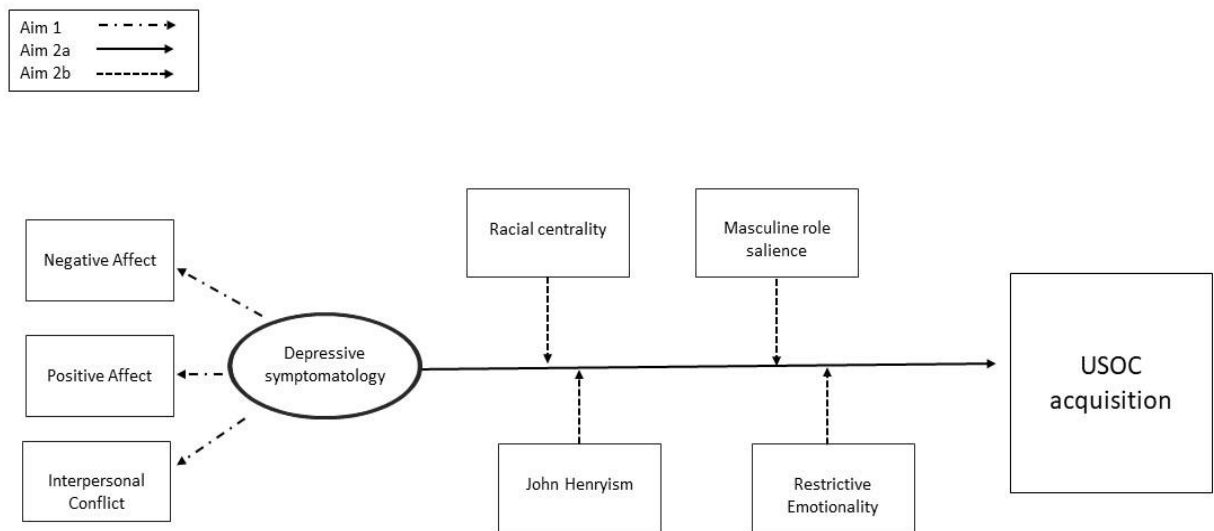 Aim 1
Aim 2a
Aim 2b
Negative Affect
Positive Affect
Interpersonal
Conflict
Depressive
symptomatology
Racial centrality
Masculine role
salience
John Henryism
Restrictive
Emotionality
USOC
acquisition